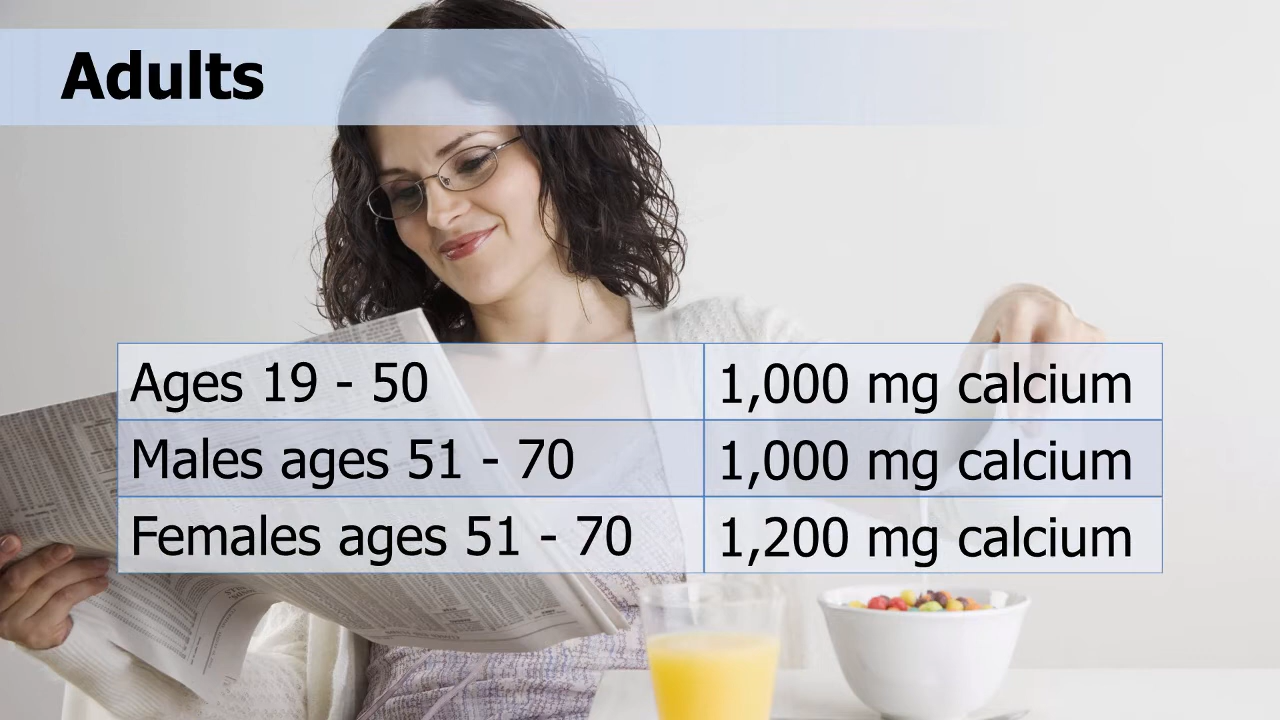 Adults
Ages 19 - 50 1,000 mg calcium
Males ages 51 - 70 1,000 mg calcium
Females ages 51 - 70 1,200 mg calcium